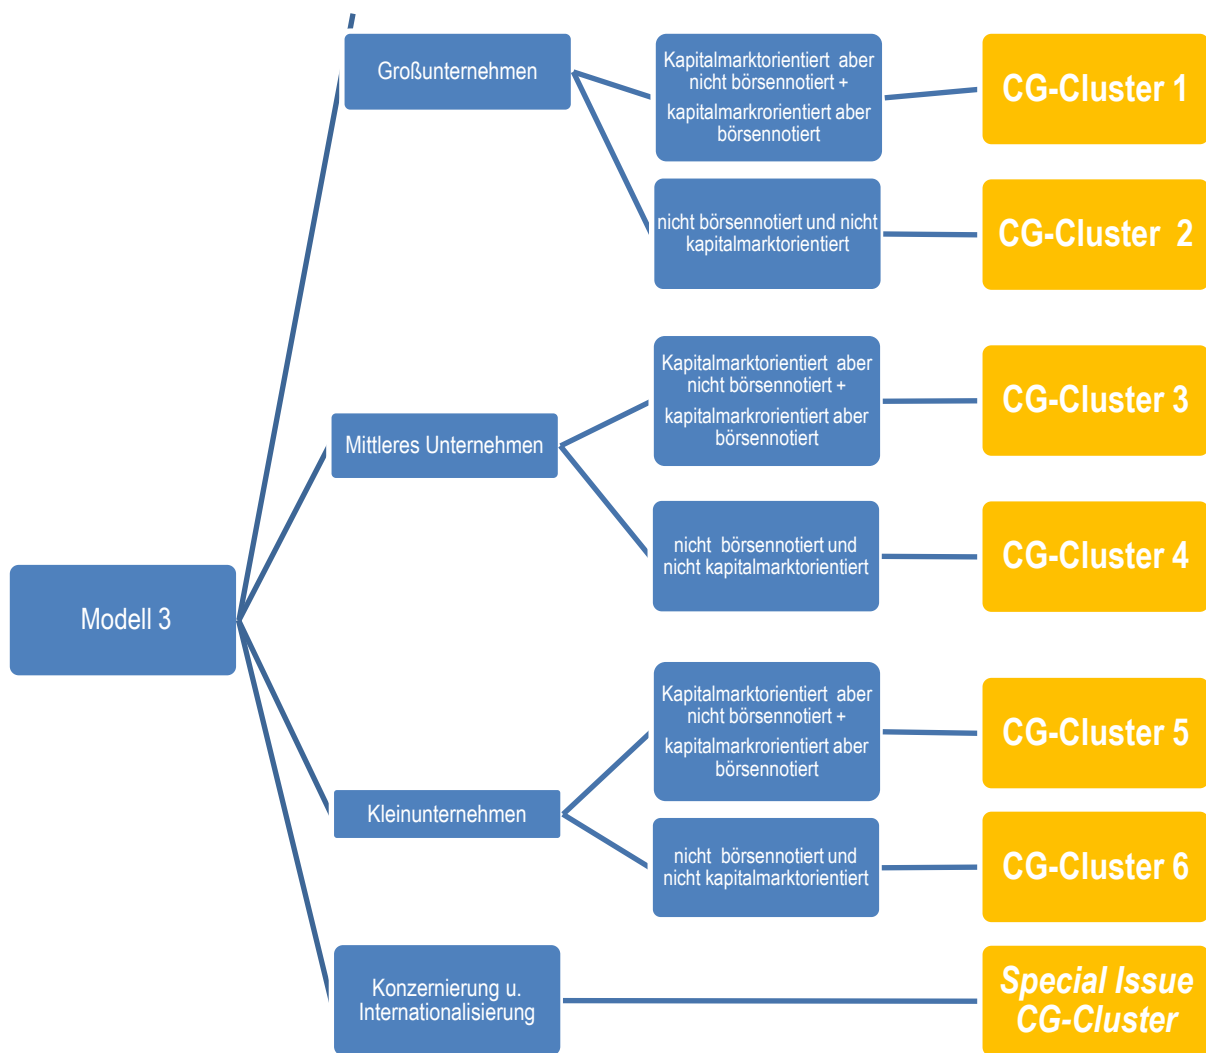 Großunternehmen
Kapitalmarktorientiert aber
nicht börsennotiert +
kapitalmarkrorientiert aber
börsennotiert
CG-Cluster 1
nicht börsennotiert und nicht
kapitalmarktorientiert
CG-Cluster 2
Mittleres Unternehmen
Kapitalmarktorientiert aber
nicht börsennotiert +
kapitalmarkrorientiert aber
börsennotiert
CG-Cluster 3
nicht börsennotiert und
nicht kapitalmarktorientiert
CG-Cluster 4
Modell 3
Kleinunternehmen
Kapitalmarktorientiert aber
nicht börsennotiert +
kapitalmarkrorientiert aber
börsennotiert
CG-Cluster 5
nicht börsennotiert und
nicht kapitalmarktorientiert
CG-Cluster 6
Konzernierung u.
Internationalisierung
Special Issue
CG-Cluster